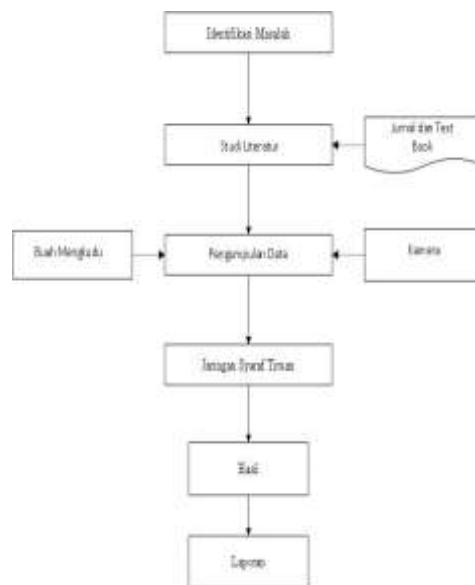 Identifikasi Masalah
Studi Literatur
Jurnal dan Text
Book
Buah Mengkudu
Pengumpulan Data
Kamera
Jaringan Syaraf Tiruan
Hasil
Laporan